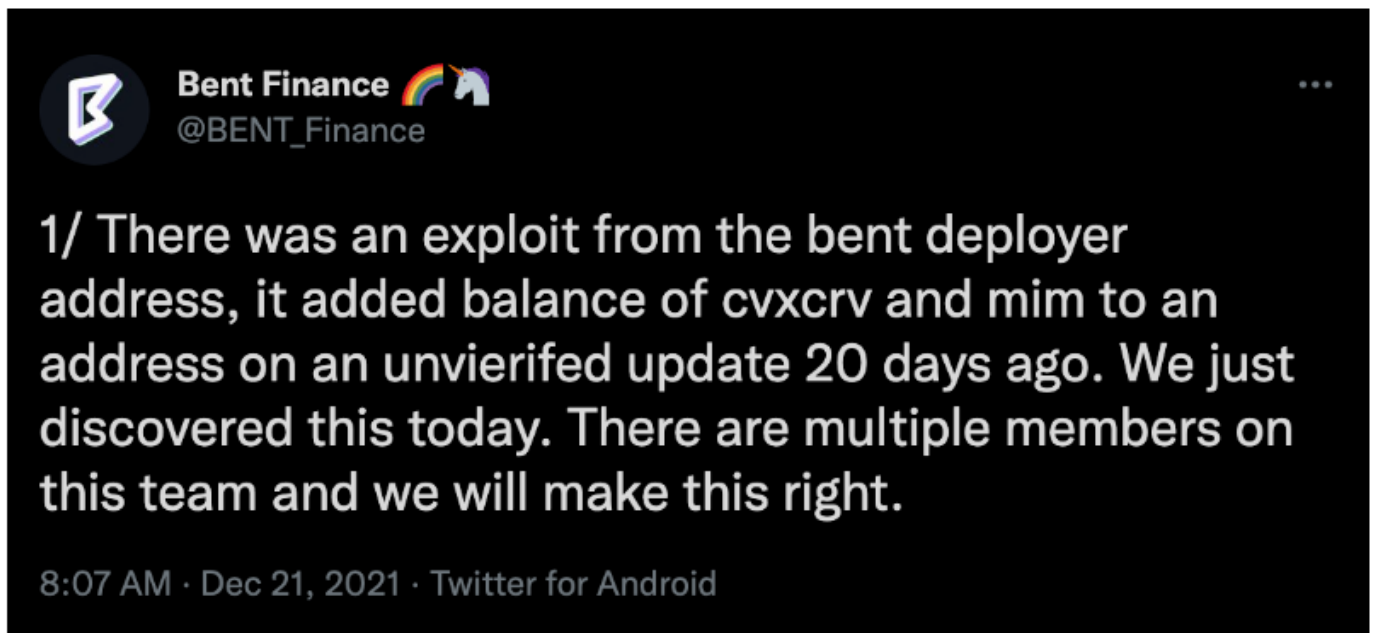 Bent Finance 🌈🦄
@BENT_Finance
1/ There was an exploit from the bent deployer
address, it added balance of cvxcrv and mim to an
address on an unvierifed update 20 days ago. We just
discovered this today. There are multiple members on
this team and we will make this right.
8:07 AM · Dec 21, 2021 · Twitter for Android